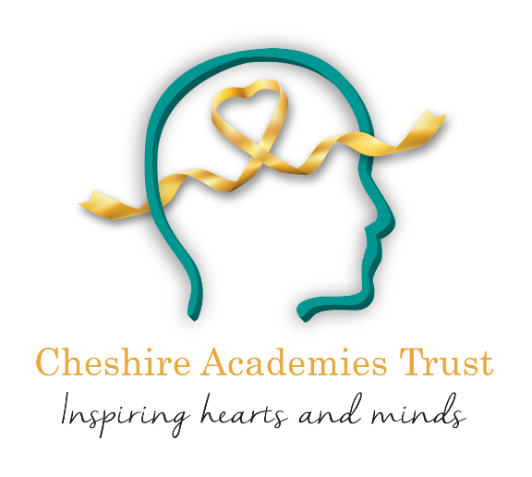 Cheshire Academies Trust
Inspiring hearts and minds